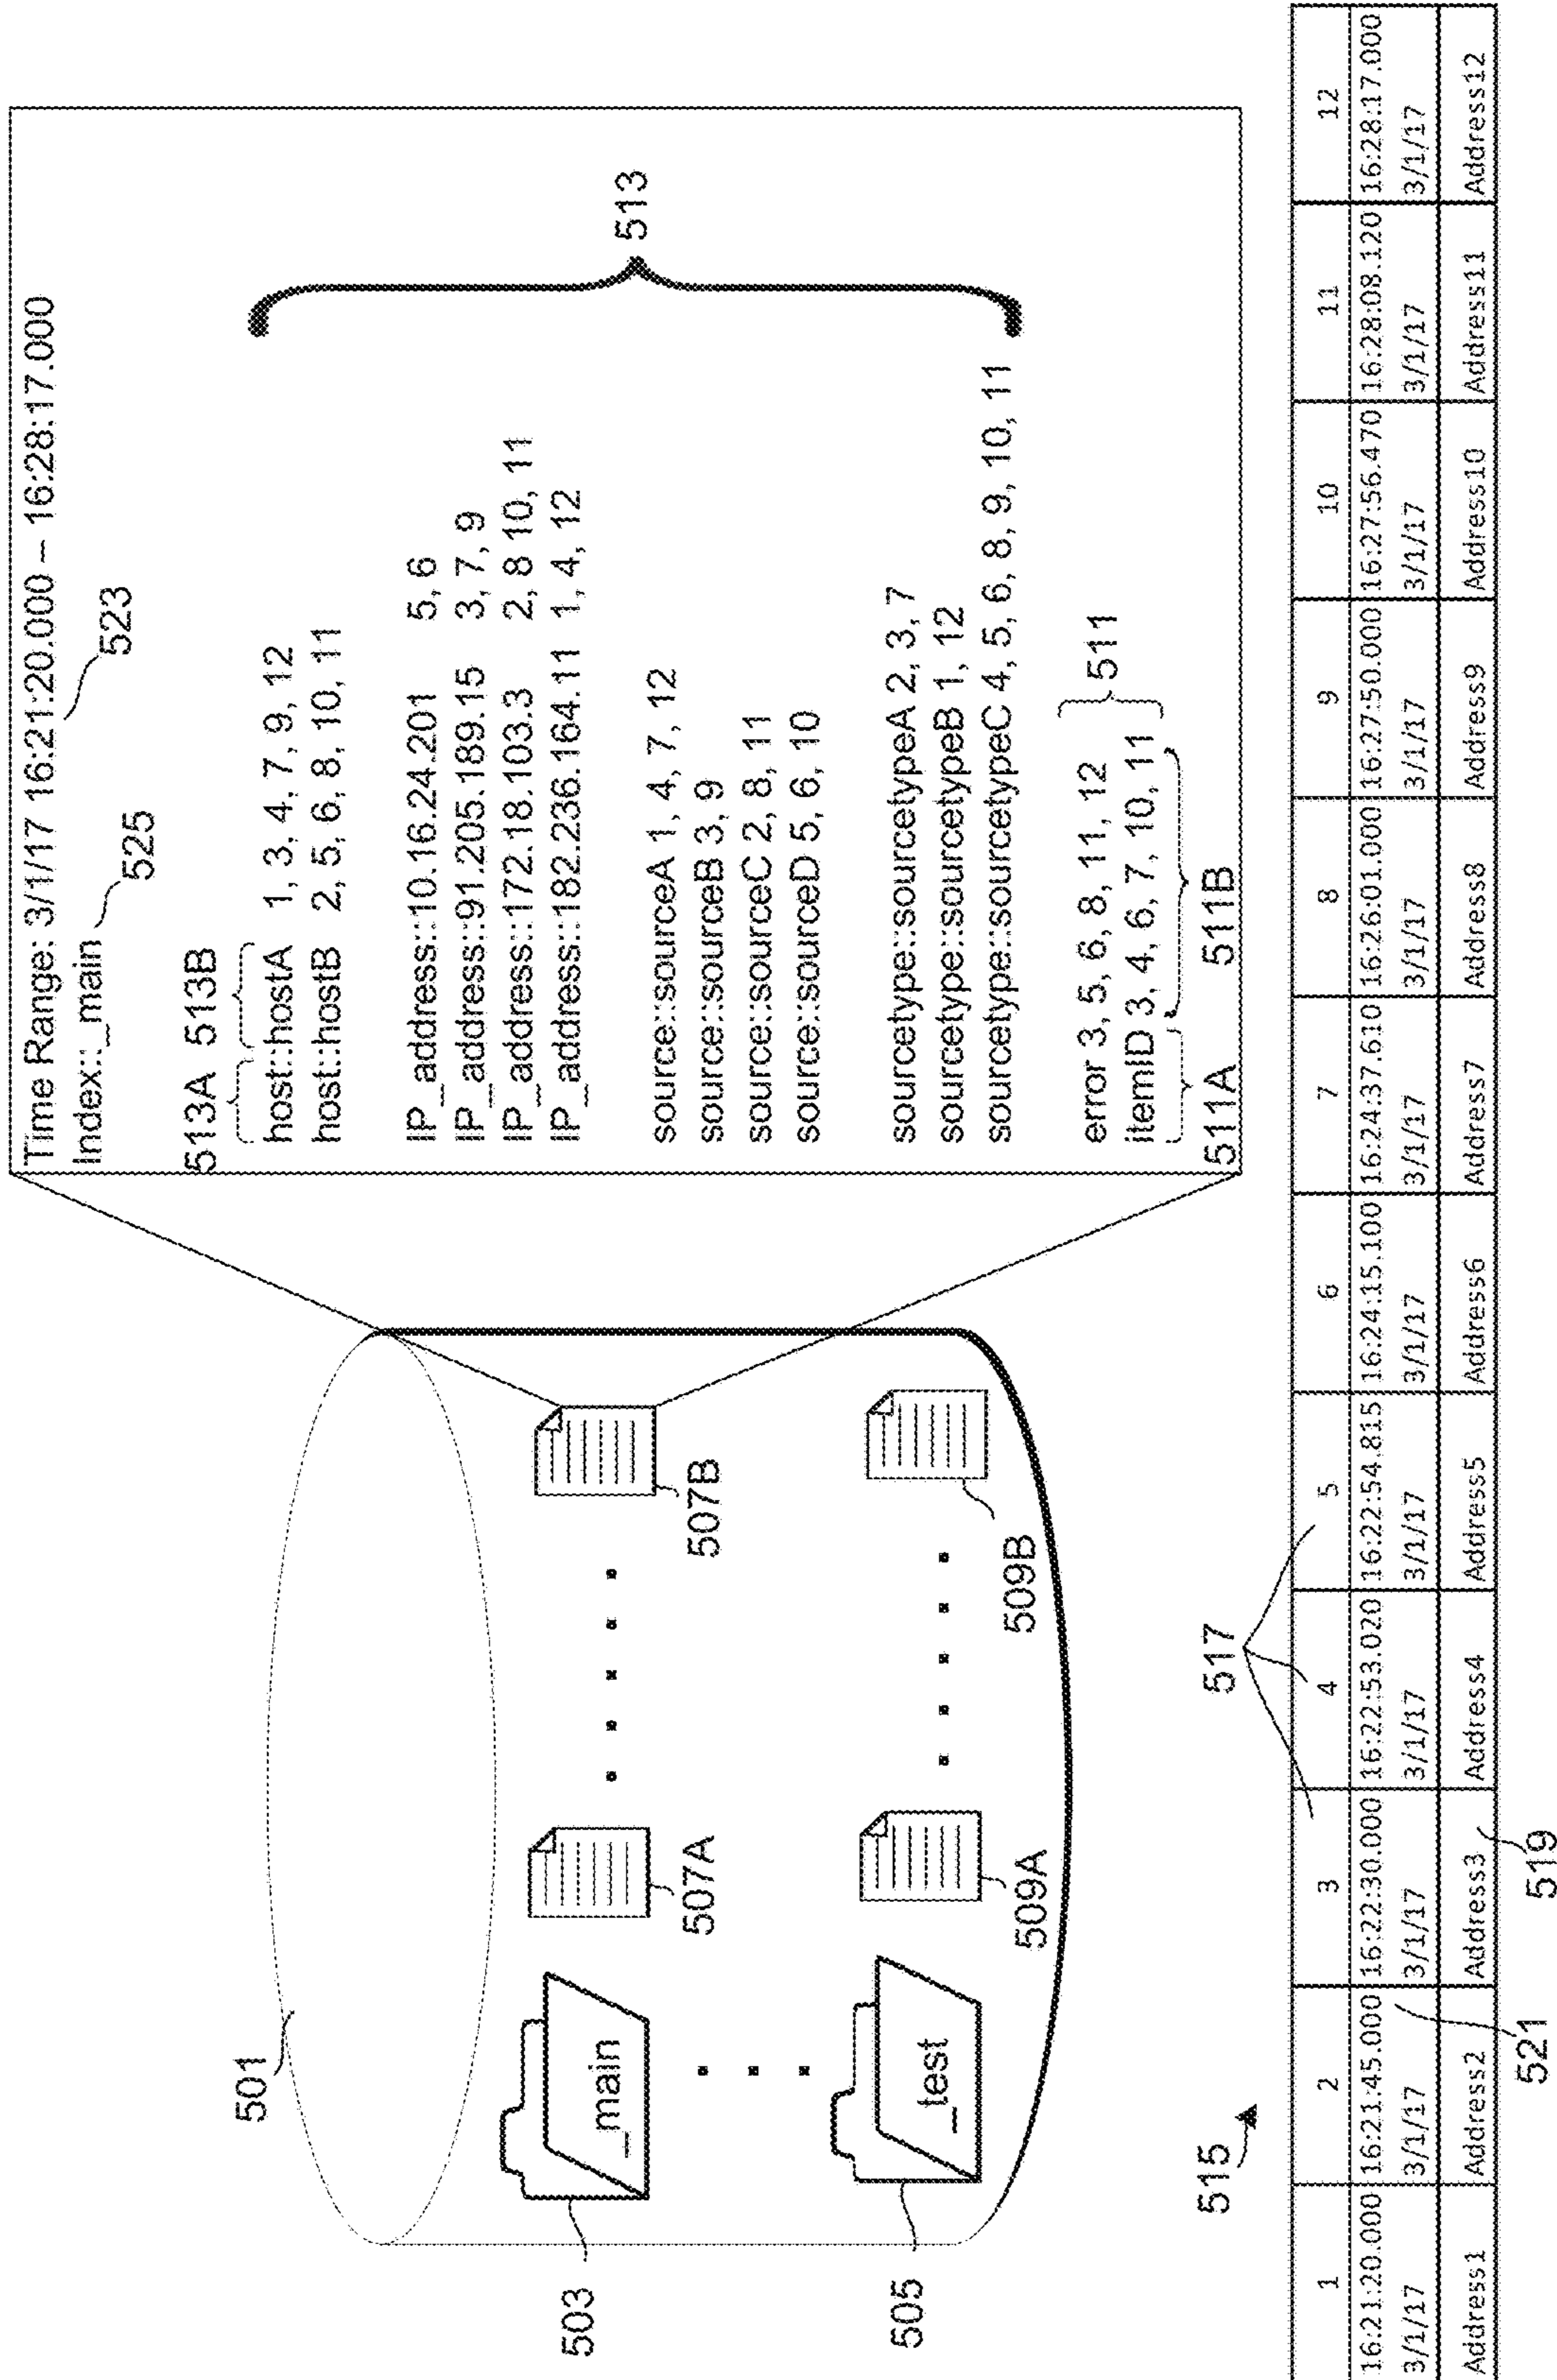 501
503
_main
507A
507B
505
_test
509A
509B
Time Range: 3/1/17 16:21:20.000 – 16:28:17.000
523
Index::_main
525
513A 513B
host::hostA 1, 3, 4, 7, 9, 12
host::hostB 2, 5, 6, 8, 10, 11
IP_address::10.16.24.201 5, 6
IP_address::91.205.189.15 3, 7, 9
IP_address::172.18.103.3 2, 8 10, 11
IP_address::182.236.164.11 1, 4, 12
513
source::sourceA 1, 4, 7, 12
source::sourceB 3, 9
source::sourceC 2, 8, 11
source::sourceD 5, 6, 10
sourcetype::sourcetypeA 2, 3, 7
sourcetype::sourcetypeB 1, 12
sourcetype::sourcetypeC 4, 5, 6, 8, 9, 10, 11
error 3, 5, 6, 8, 11, 12
itemID 3, 4, 6, 7, 10, 11
511
511A 511B
515
517
1 2 3 4 5 6 7 8 9 10 11 12
16:21:20.000 16:21:45.000 16:22:30.000 16:22:53.020 16:22:54.815 16:24:15.100 16:24:37.610 16:26:01.000 16:27:50.000 16:27:56.470 16:28:08.120 16:28:17.000
3/1/17 3/1/17 3/1/17 3/1/17 3/1/17 3/1/17 3/1/17 3/1/17 3/1/17 3/1/17 3/1/17 3/1/17
Address1 Address2 Address3 Address4 Address5 Address6 Address7 Address8 Address9 Address10 Address11 Address12
521
519